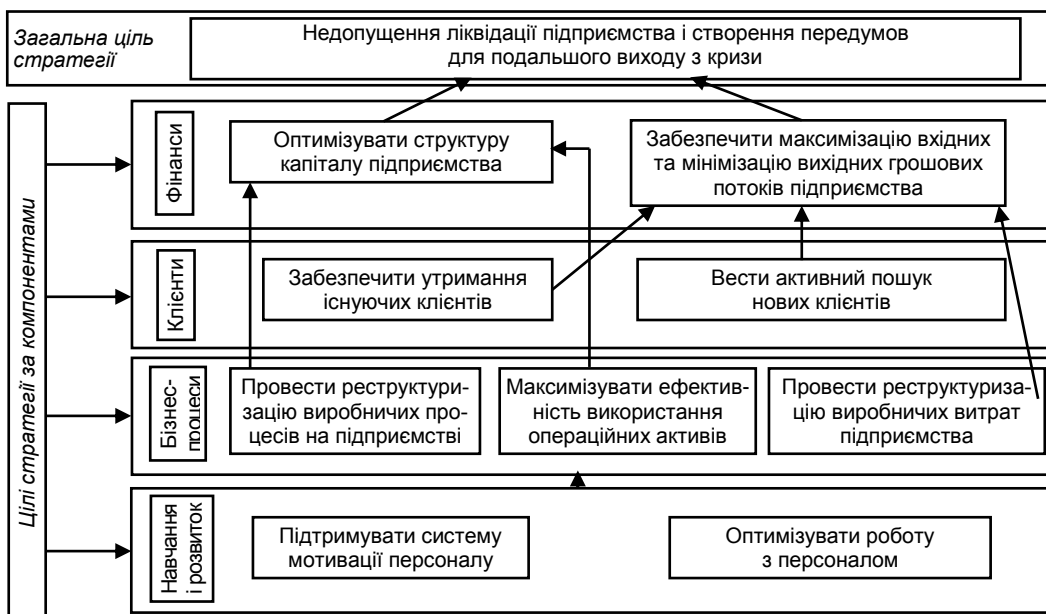 Загальна ціль
стратегії
Недопущення ліквідації підприємства і створення передумов
для подальшого виходу з кризи
Цілі стратегії за компонентами
Фінанси
Оптимізувати структуру
капіталу підприємства
Забезпечити максимізацію вхідних
та мінімізацію вихідних грошових
потоків підприємства
Клієнти
Забезпечити утримання
існуючих клієнтів
Вести активний пошук
нових клієнтів
Бізнес-
процеси
Провести реструктури-
зацію виробничих про-
цесів на підприємстві
Максимізувати ефектив-
ність використання
операційних активів
Провести реструктуриза-
цію виробничих витрат
підприємства
Навчання
і розвиток
Підтримувати систему
мотивації персоналу
Оптимізувати роботу
з персоналом